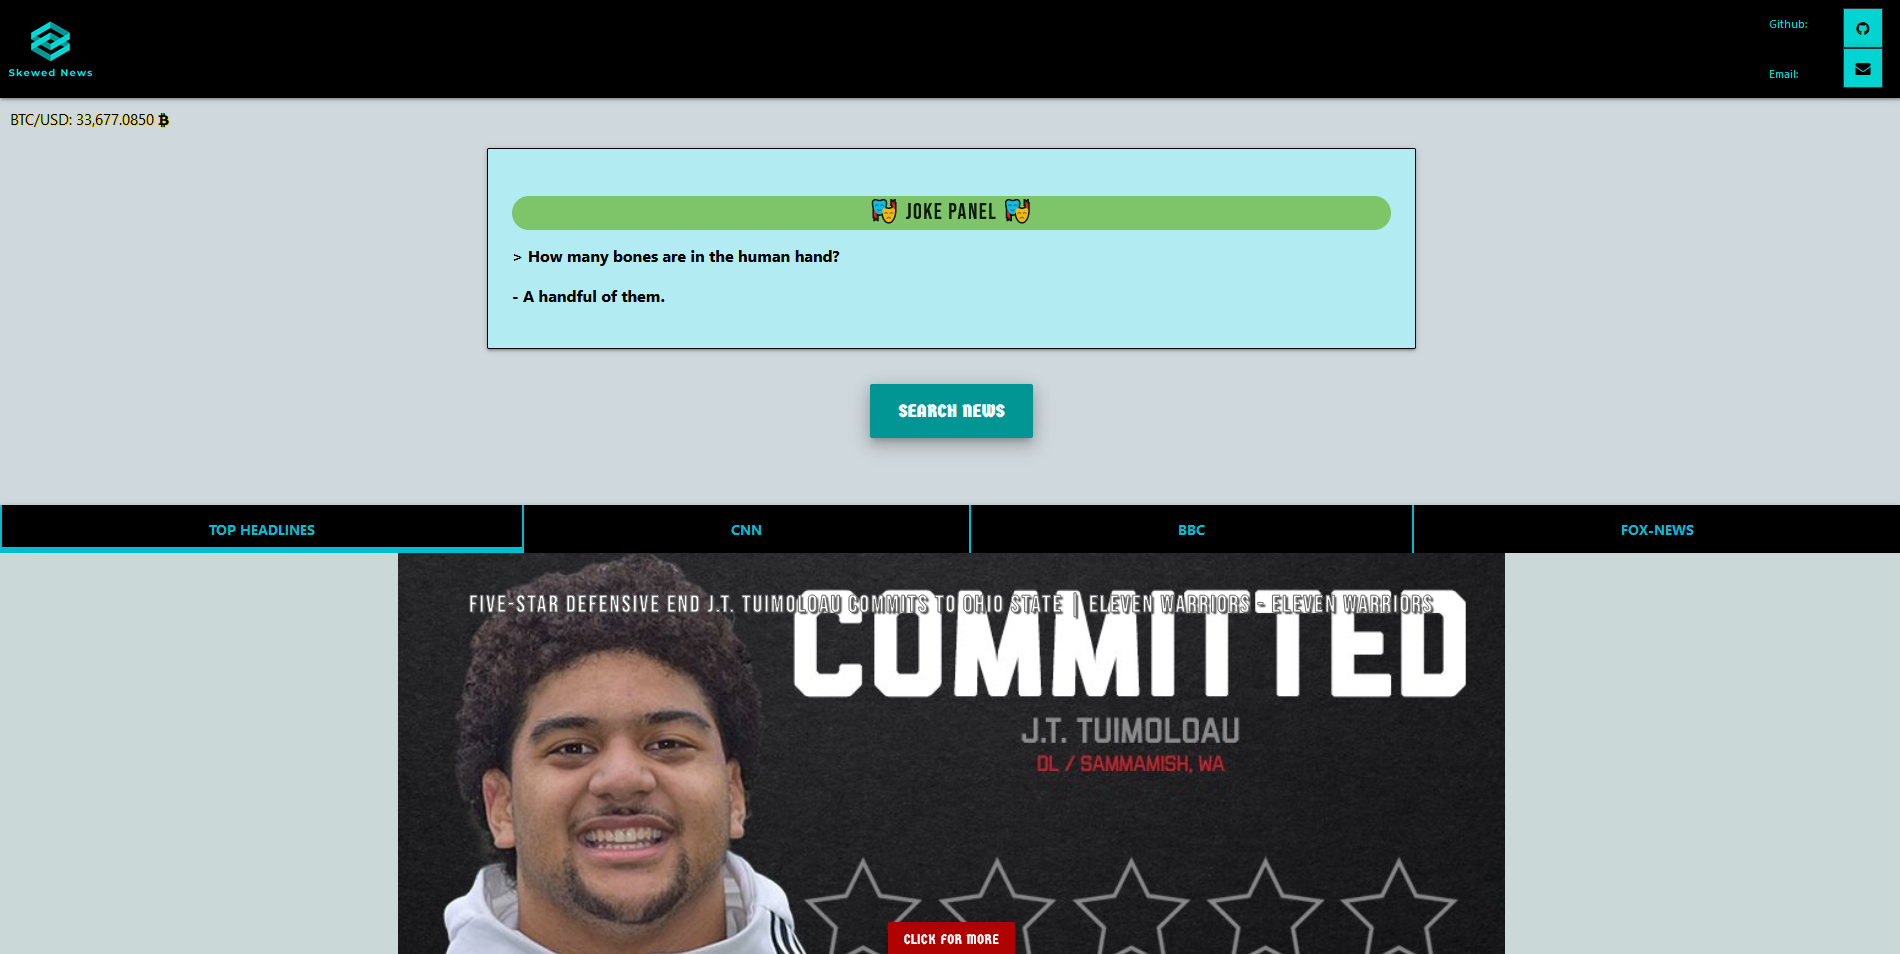 Skewed News
Github:
Email:
BTC/USD: 33,677.0850
JOKE PANEL
> How many bones are in the human hand?
- A handful of them.
SEARCH NEWS
TOP HEADLINES
CNN
BBC
FOX-NEWS
FIVE-STAR DEFENSIVE END J.T. TUIMOLOAU COMMITS TO OHIO STATE | ELEVEN WARRIORS - ELEVEN WARRIORS
COMMITTED
J.T. TUIMOLOAU
DL / SAMMAMISH, WA
CLICK FOR MORE